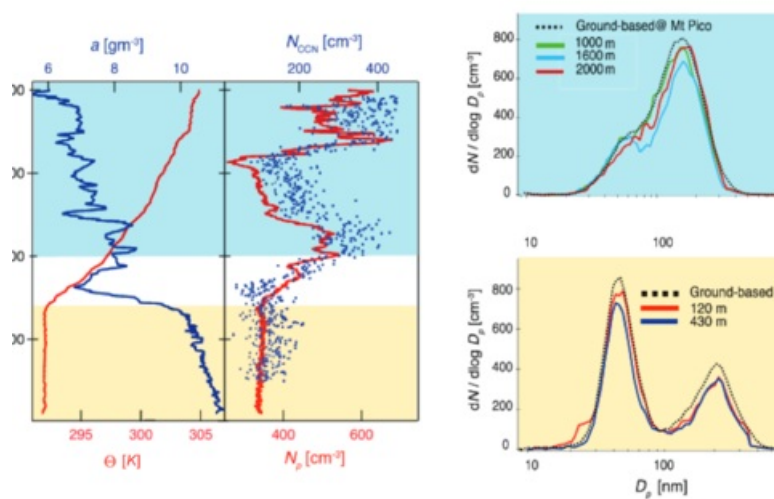 a [gm⁻³]
6 8 10
N_CCN [cm⁻³]
200 400
295 300 305
Θ [K]
400 600
N_p [cm⁻³]
Ground-based@ Mt Pico
1000 m
1600 m
2000 m
800
600
400
200
0
dN / dlog D_p [cm⁻³]
10 100
Ground-based
120 m
430 m
800
600
400
200
0
dN / dlog D_p [cm⁻³]
10 100
D_p [nm]